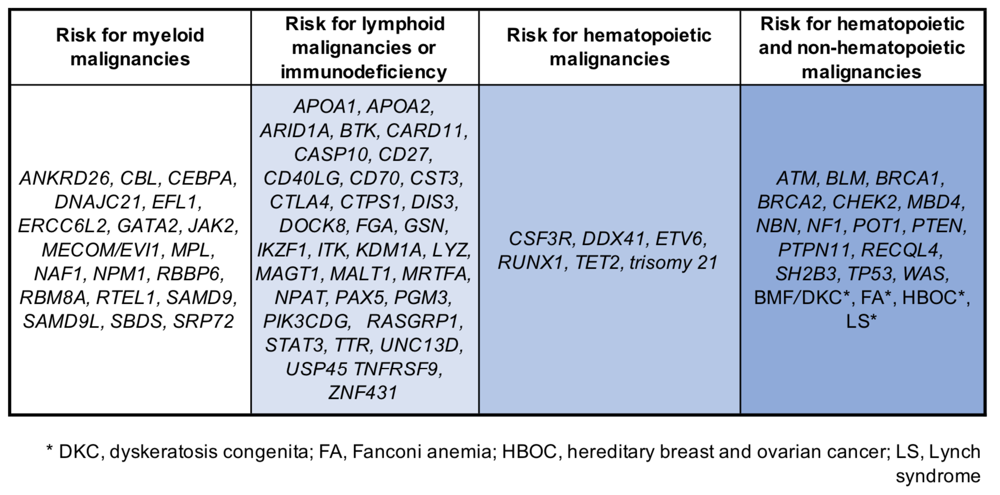 Risk for myeloid
malignancies
Risk for lymphoid
malignancies or
immunodeficiency
Risk for hematopoietic
malignancies
Risk for hematopoietic
and non-hematopoietic
malignancies
ANKRD26, CBL, CEBPA,
DNAJC21, EFL1,
ERCC6L2, GATA2, JAK2,
MECOM/EVI1, MPL,
NAF1, NPM1, RBBP6,
RBM8A, RTEL1, SAMD9,
SAMD9L, SBDS, SRP72
APOA1, APOA2,
ARID1A, BTK, CARD11,
CASP10, CD27,
CD40LG, CD70, CST3,
CTLA4, CTPS1, DIS3,
DOCK8, FGA, GSN,
IKZF1, ITK, KDM1A, LYZ,
MAGT1, MALT1, MRTFA,
NPAT, PAX5, PGM3,
PIK3CDG, RASGRP1,
STAT3, TTR, UNC13D,
USP45 TNFRSF9,
ZNF431
CSF3R, DDX41, ETV6,
RUNX1, TET2, trisomy 21
ATM, BLM, BRCA1,
BRCA2, CHEK2, MBD4,
NBN, NF1, POT1, PTEN,
PTPN11, RECQL4,
SH2B3, TP53, WAS,
BMF/DKC*, FA*, HBOC*,
LS*
* DKC, dyskeratosis congenita; FA, Fanconi anemia; HBOC, hereditary breast and ovarian cancer; LS, Lynch
syndrome